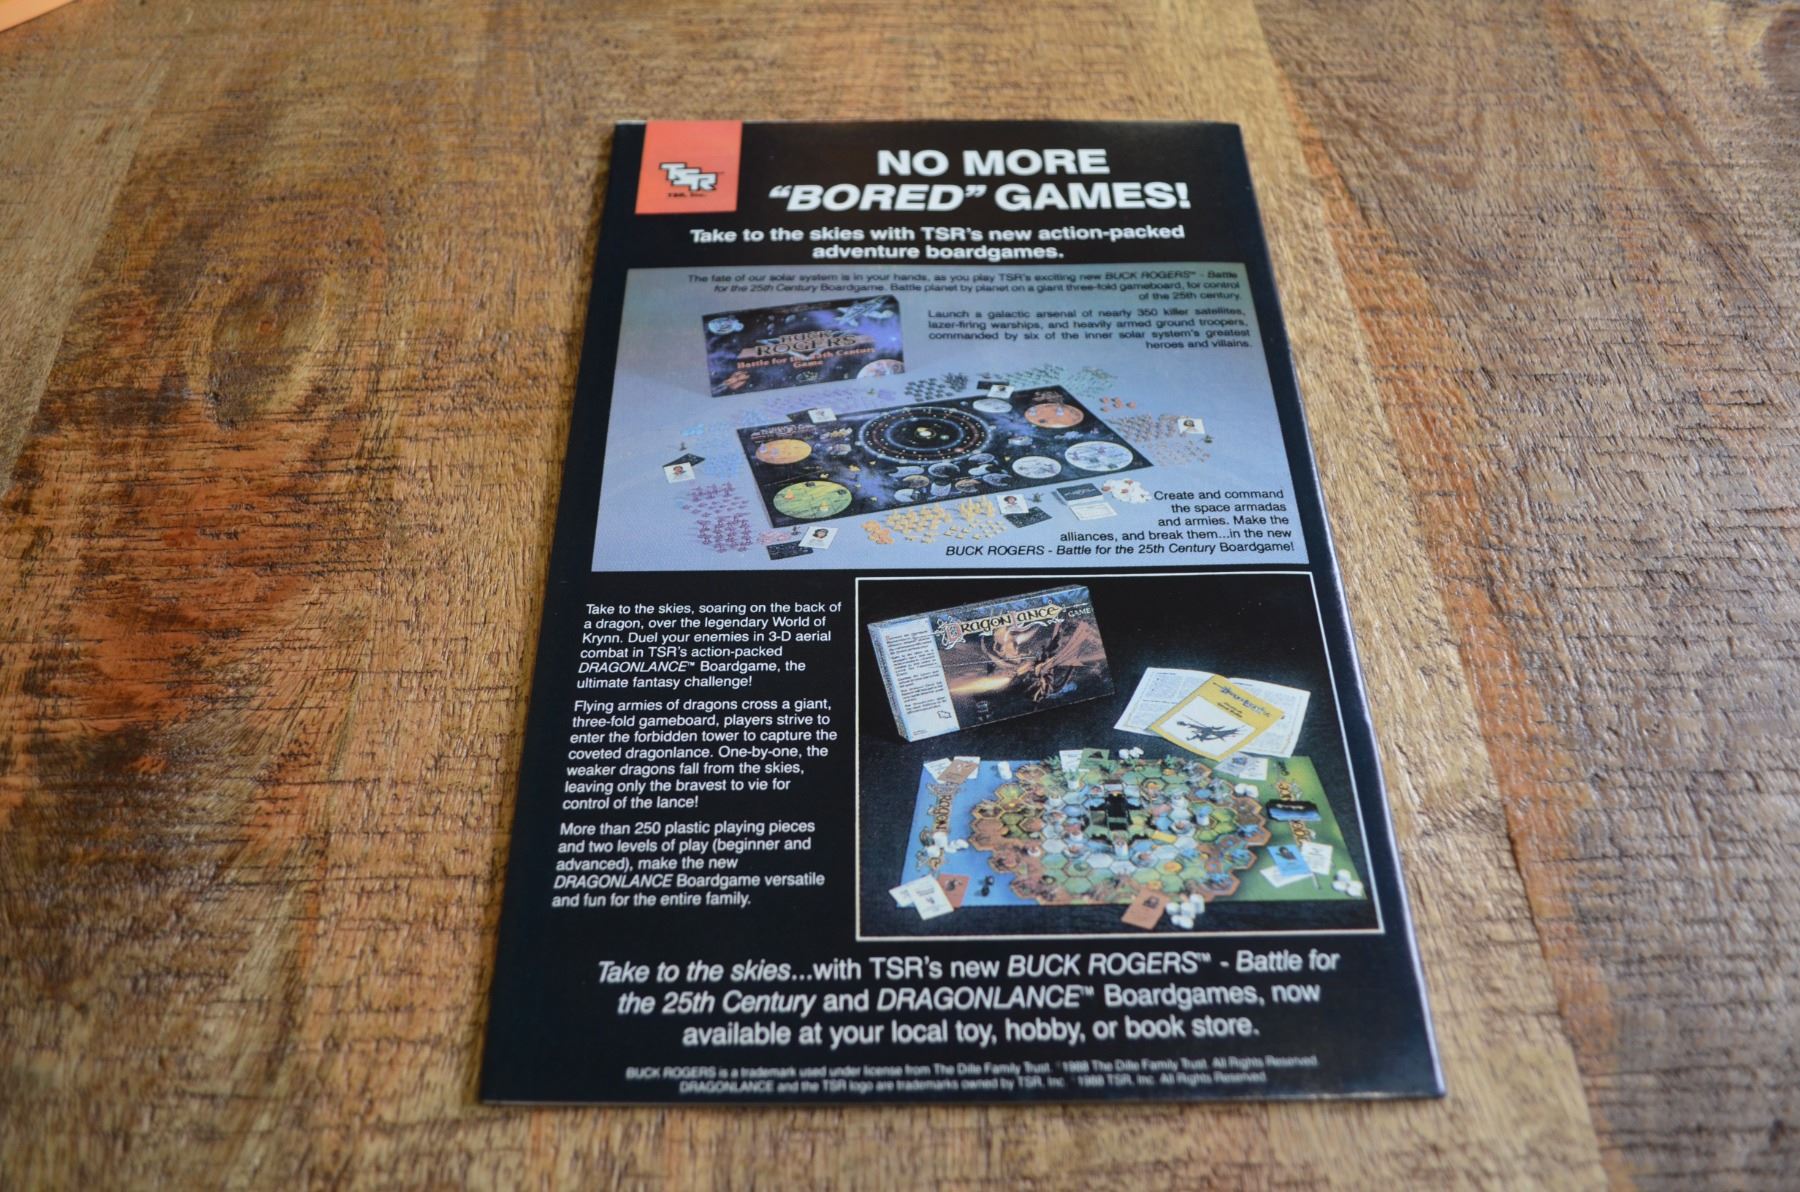 TSR
TSR, Inc.
NO MORE
“BORED” GAMES!
Take to the skies with TSR's new action-packed
adventure boardgames.
The fate of our solar system is in your hands, as you play TSR's exciting new BUCK ROGERS™ - Battle
for the 25th Century Boardgame. Battle planet by planet on a giant three-fold gameboard, for control
of the 25th century.
Launch a galactic arsenal of nearly 350 killer satellites,
lazer-firing warships, and heavily armed ground troopers,
commanded by six of the inner solar system's greatest
heroes and villains.
BUCK
ROGERS
Battle for the 25th Century
Game
Create and command
the space armadas
and armies. Make the
alliances, and break them...in the new
BUCK ROGERS - Battle for the 25th Century Boardgame!
Take to the skies, soaring on the back of
a dragon, over the legendary World of
Krynn. Duel your enemies in 3-D aerial
combat in TSR's action-packed
DRAGONLANCE™ Boardgame, the
ultimate fantasy challenge!
Flying armies of dragons cross a giant,
three-fold gameboard, players strive to
enter the forbidden tower to capture the
coveted dragonlance. One-by-one, the
weaker dragons fall from the skies,
leaving only the bravest to vie for
control of the lance!
More than 250 plastic playing pieces
and two levels of play (beginner and
advanced), make the new
DRAGONLANCE Boardgame versatile
and fun for the entire family.
DRAGONLANCE
GAME
Take to the skies...with TSR's new BUCK ROGERS™ - Battle for
the 25th Century and DRAGONLANCE™ Boardgames, now
available at your local toy, hobby, or book store.
BUCK ROGERS is a trademark used under license from The Dille Family Trust. ©1988 The Dille Family Trust. All Rights Reserved.
DRAGONLANCE and the TSR logo are trademarks owned by TSR, Inc. ©1988 TSR, Inc. All Rights Reserved.